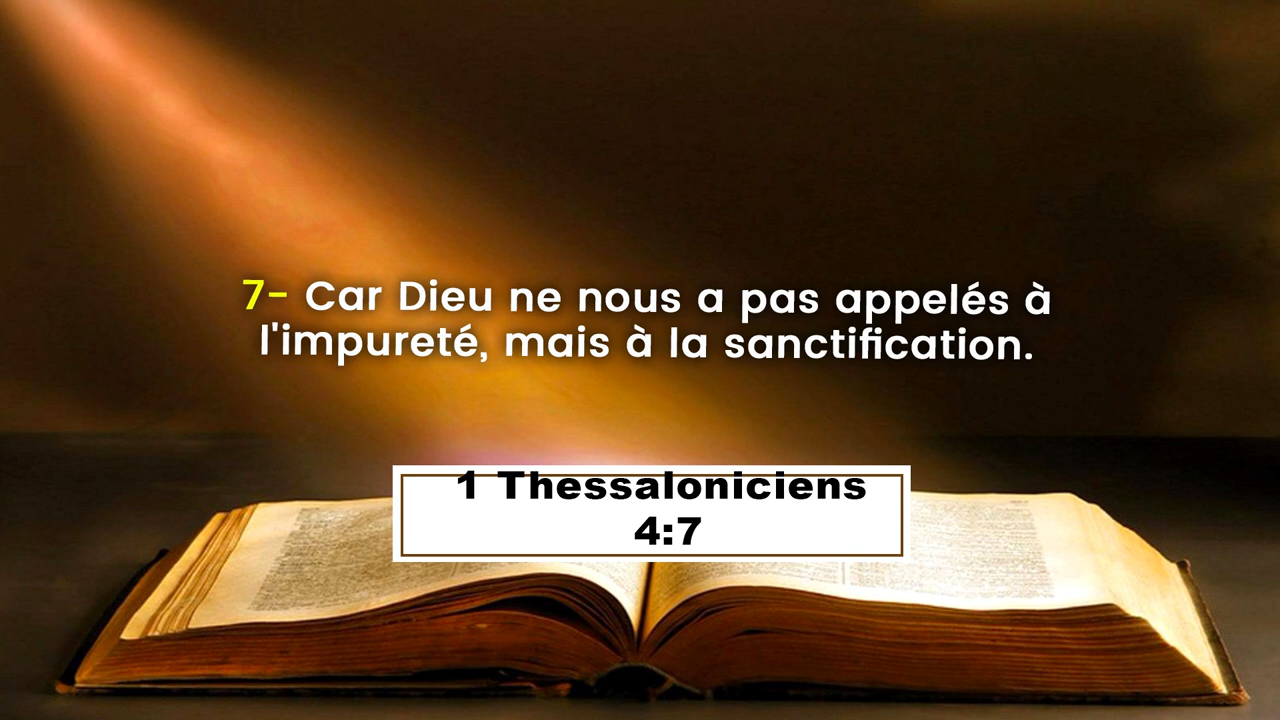 7- Car Dieu ne nous a pas appelés à
l'impureté, mais à la sanctification.
1 Thessaloniciens
4:7